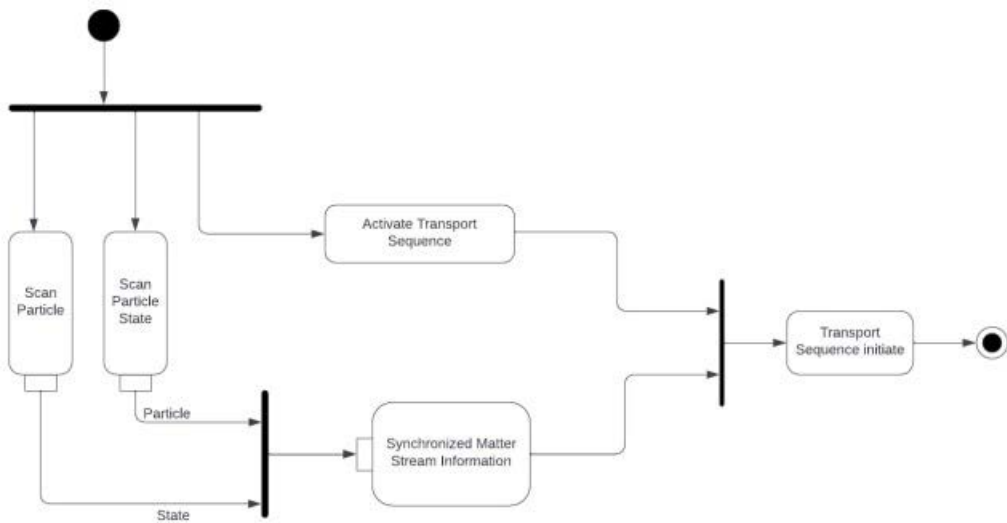 Activate Transport
Sequence
Scan
Particle
Scan
Particle
State
Transport
Sequence initiate
Particle
Synchronized Matter
Stream Information
State